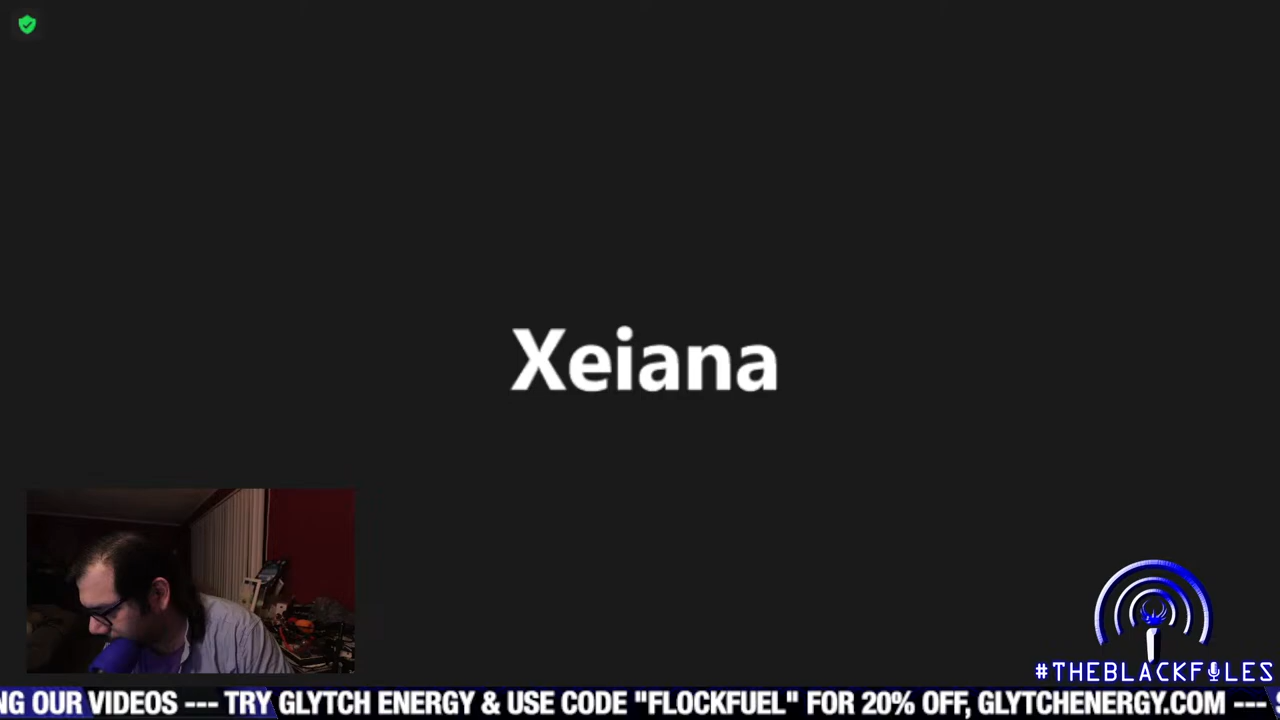 Xeiana
#THEBLACKFILES
NG OUR VIDEOS --- TRY GLYTCH ENERGY & USE CODE "FLOCKFUEL" FOR 20% OFF, GLYTCHENERGY.COM ---